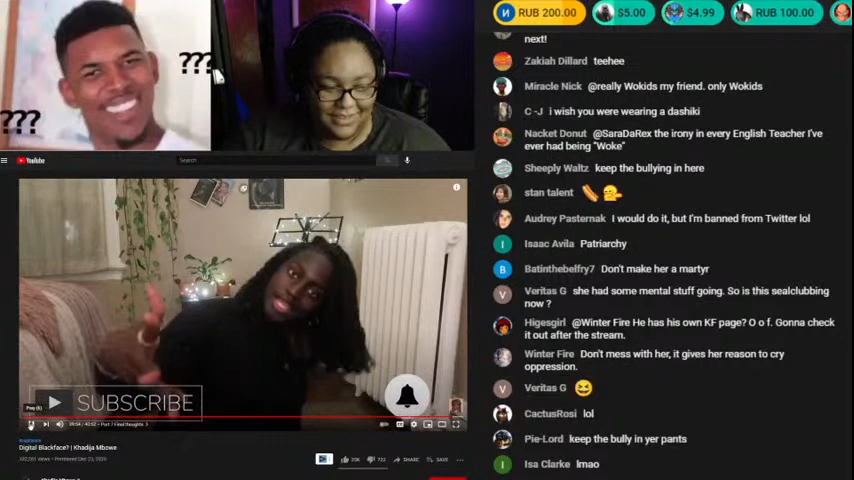 ???
???
YouTube
Search
SUBSCRIBE
Digital Blackface? | Khadija Mbowe
SHARE
SAVE
RUB 200.00
$5.00
$4.99
RUB 100.00
next!
Zakiah Dillard teehee
Miracle Nick @really Wokids my friend. only Wokids
C -J i wish you were wearing a dashiki
Nacket Donut @SaraDaRex the irony in every English Teacher I've
ever had being "Woke"
Sheeply Waltz keep the bullying in here
stan talent
Audrey Pasternak I would do it, but I'm banned from Twitter lol
I Isaac Avila Patriarchy
B Batinthebelfry7 Don't make her a martyr
V Veritas G she had some mental stuff going. So is this sealclubbing
now ?
Higesgirl @Winter Fire He has his own KF page? O o f. Gonna check
it out after the stream.
Winter Fire Don't mess with her, it gives her reason to cry
oppression.
V Veritas G
CactusRosi lol
Pie-Lord keep the bully in yer pants
I Isa Clarke lmao